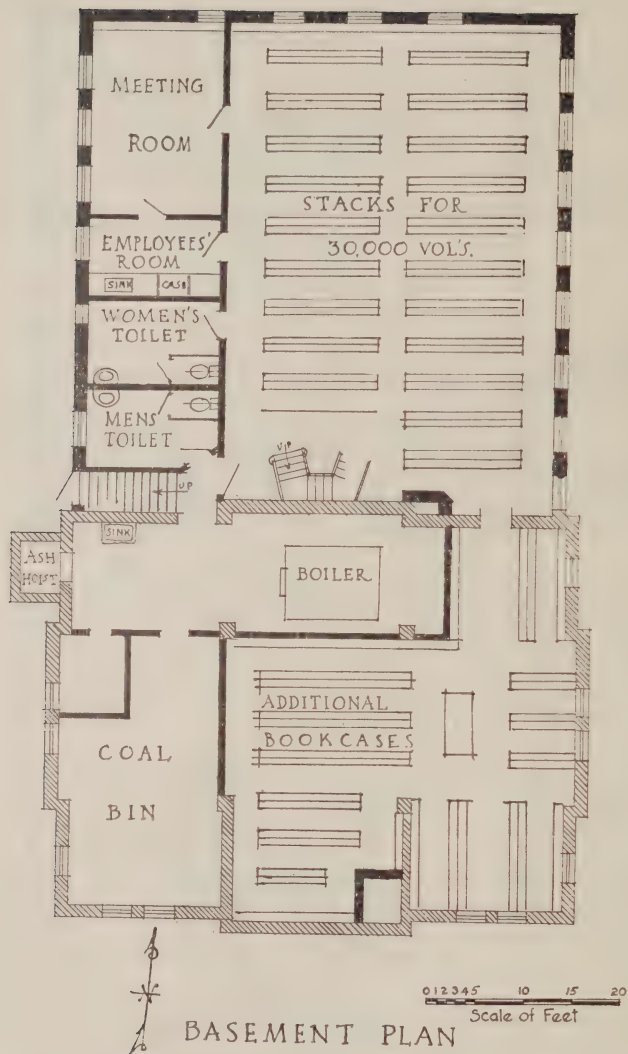 MEETING
ROOM
STACKS FOR
30,000 VOL'S.
EMPLOYEES'
ROOM
SINK
CASE
WOMEN'S
TOILET
MENS'
TOILET
UP
UP
SINK
ASH
HOIST
BOILER
ADDITIONAL
BOOKCASES
COAL
BIN
0 1 2 3 4 5 10 15 20
Scale of Feet
BASEMENT PLAN